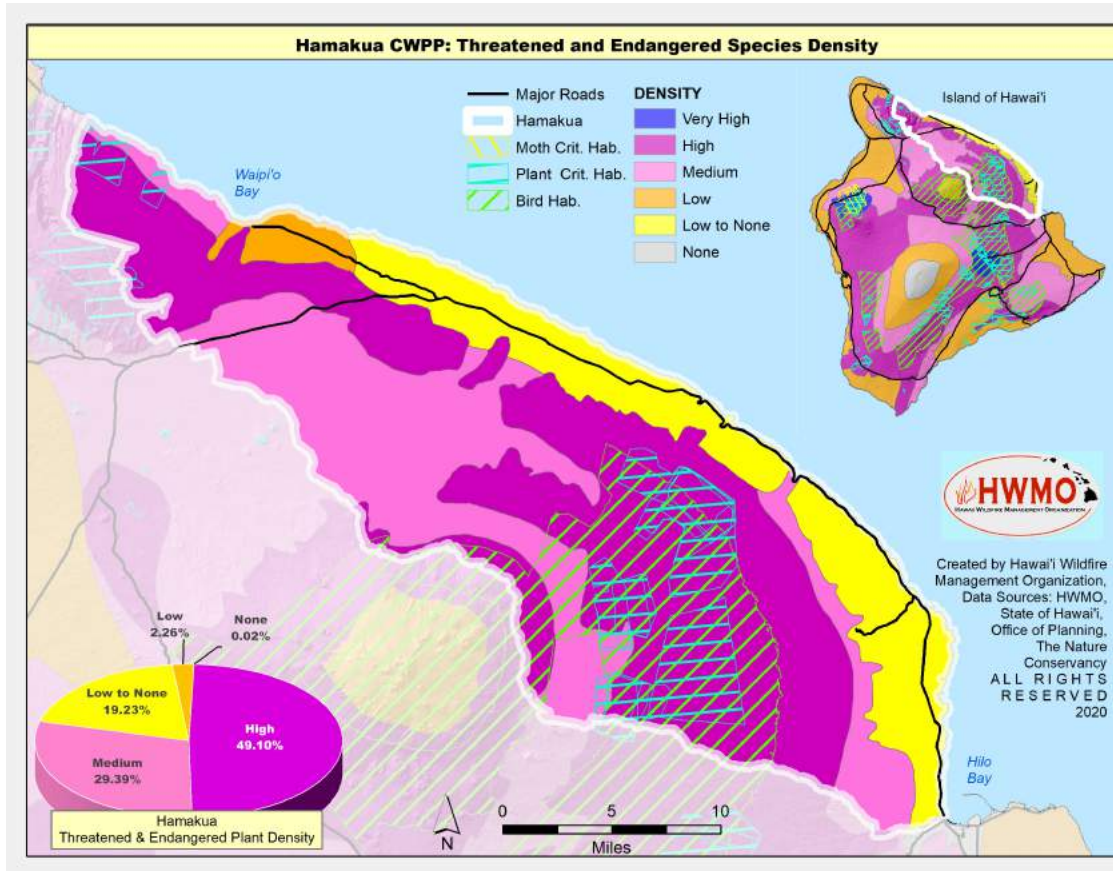 Hamakua CWPP: Threatened and Endangered Species Density
Major Roads
Hamakua
Moth Crit. Hab.
Plant Crit. Hab.
Bird Hab.
DENSITY
Very High
High
Medium
Low
Low to None
None
Island of Hawai'i
Waipi'o
Bay
HWMO
HAWAII WILDFIRE MANAGEMENT ORGANIZATION
Created by Hawai'i Wildfire
Management Organization,
Data Sources: HWMO,
State of Hawai'i,
Office of Planning,
The Nature
Conservancy
ALL RIGHTS
RESERVED
2020
Low
2.26%
None
0.02%
Low to None
19.23%
High
49.10%
Medium
29.39%
Hamakua
Threatened & Endangered Plant Density
N
0 5 10
Miles
Hilo
Bay